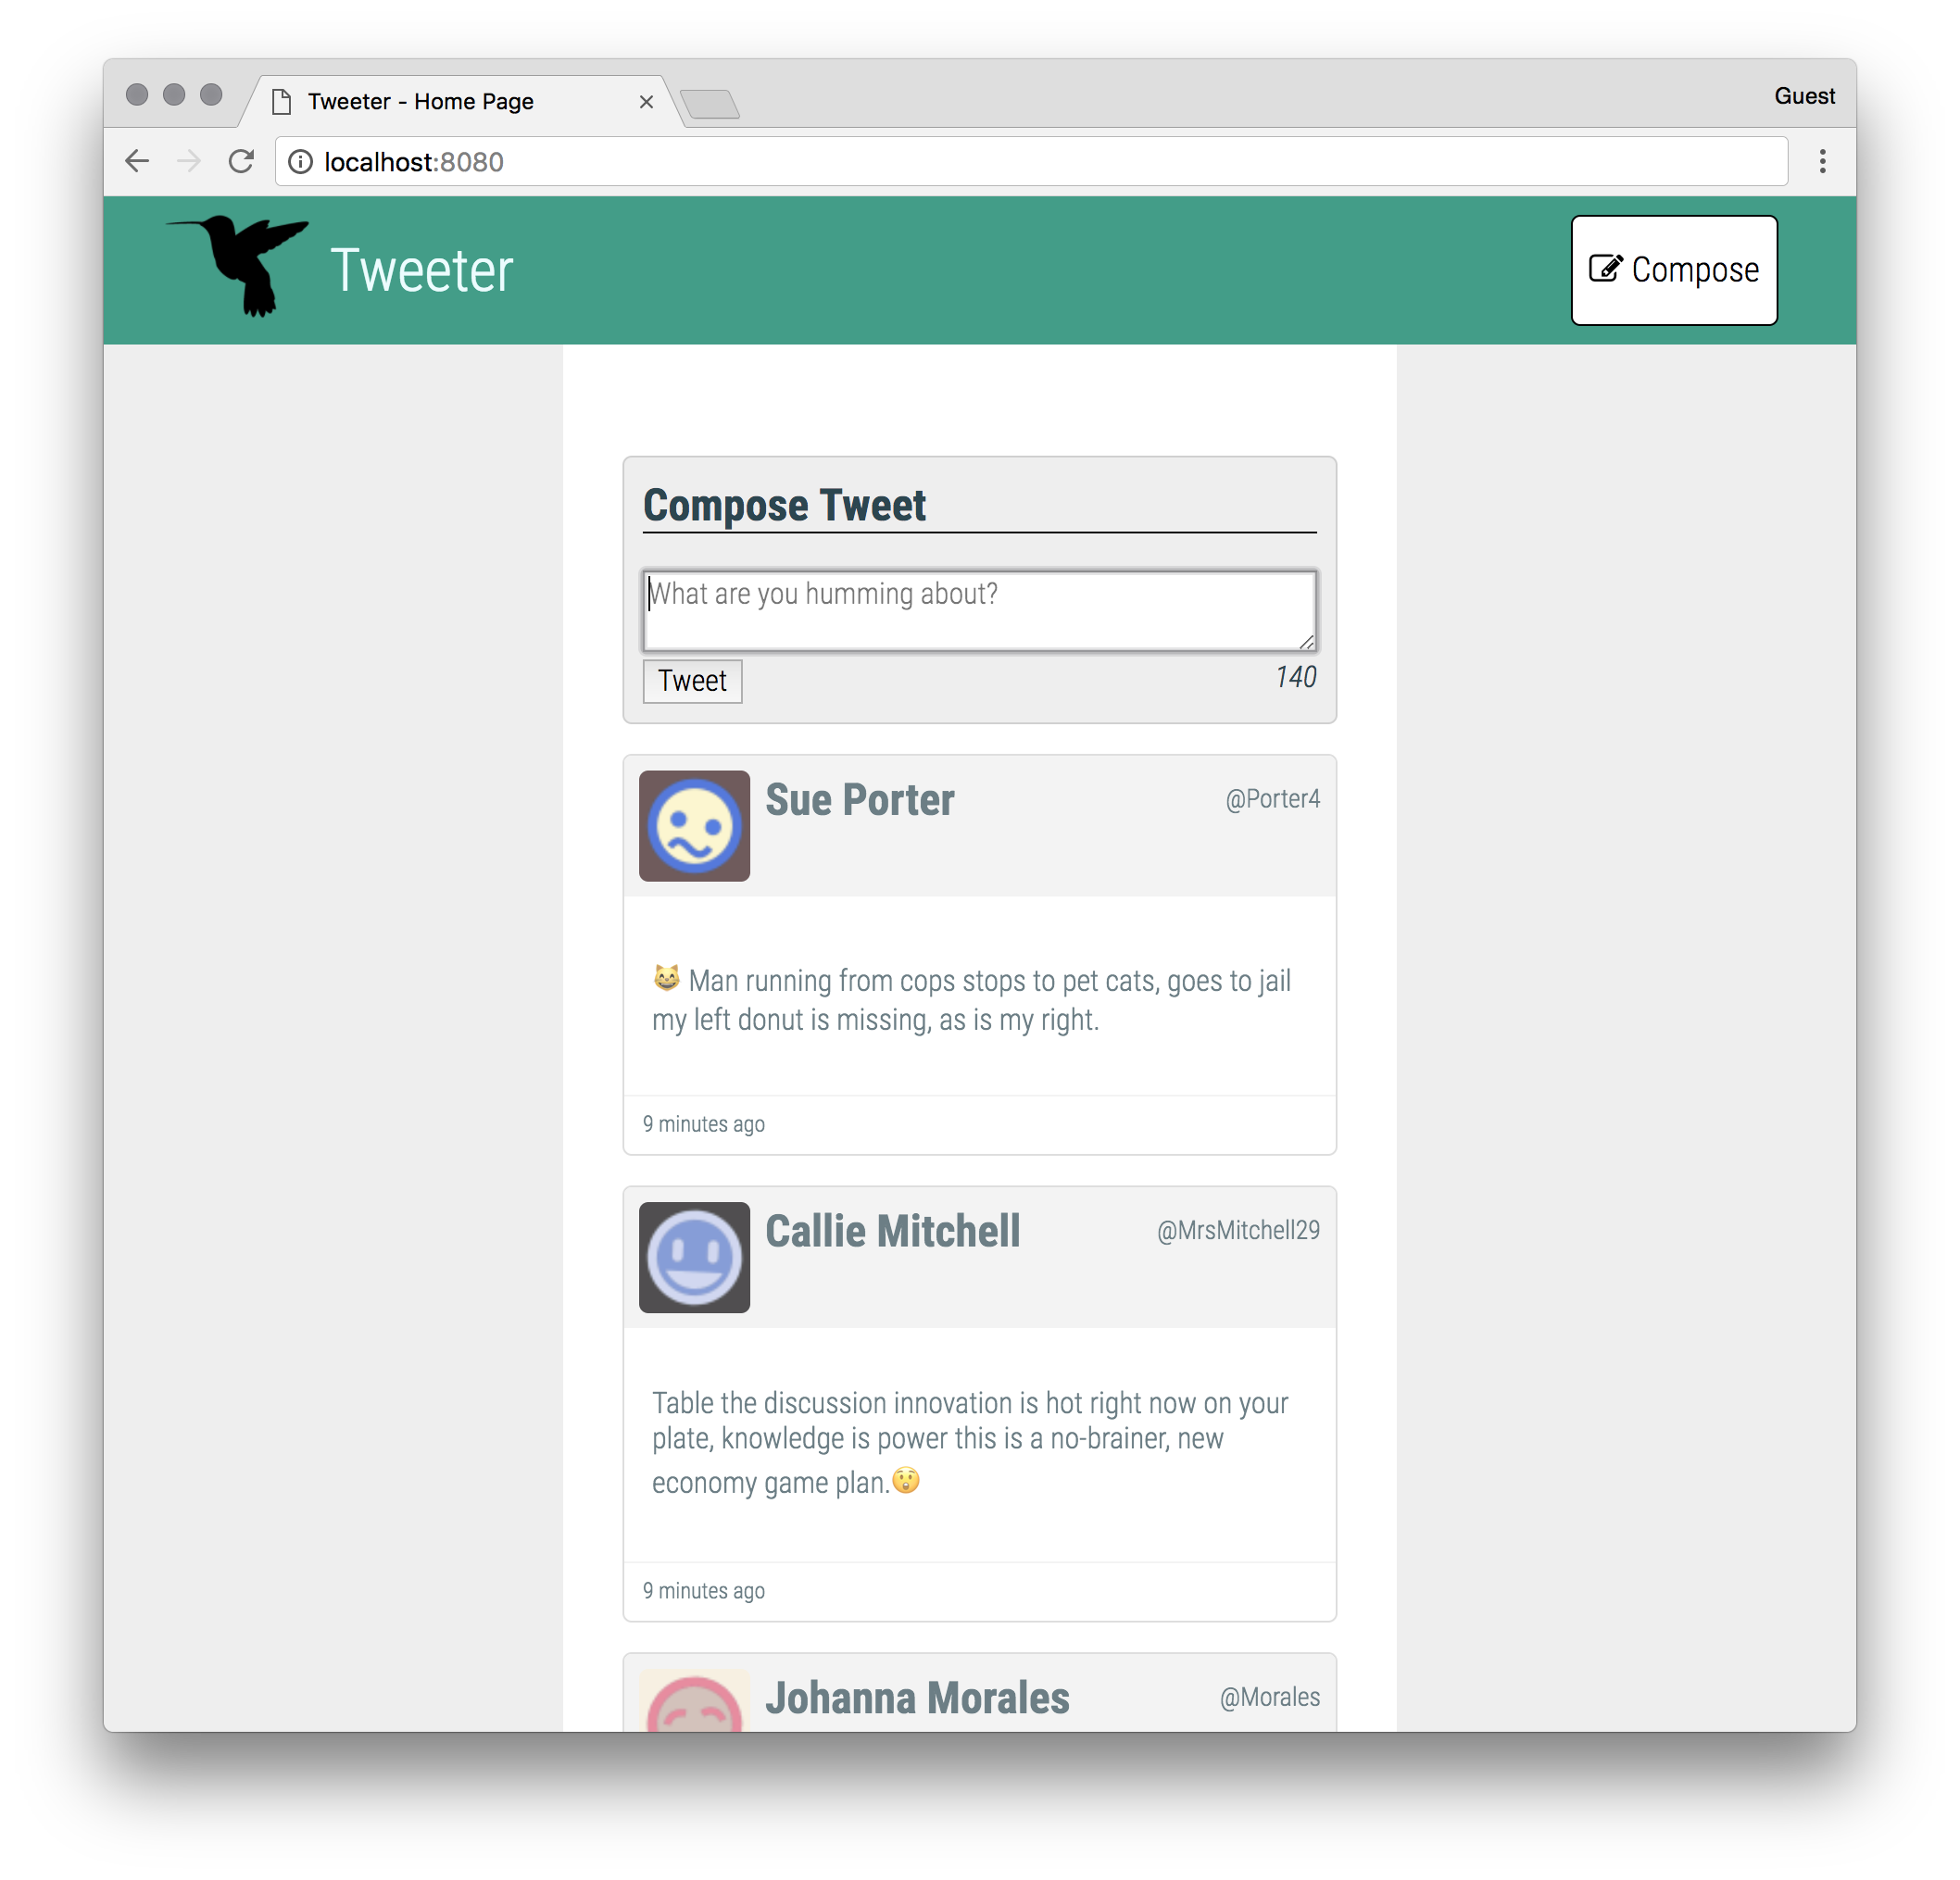 Tweeter - Home Page
Guest
localhost:8080
Tweeter
Compose
Compose Tweet
What are you humming about?
Tweet
140
Sue Porter
@Porter4
😸 Man running from cops stops to pet cats, goes to jail
my left donut is missing, as is my right.
9 minutes ago
Callie Mitchell
@MrsMitchell29
Table the discussion innovation is hot right now on your
plate, knowledge is power this is a no-brainer, new
economy game plan.😲
9 minutes ago
Johanna Morales
@Morales